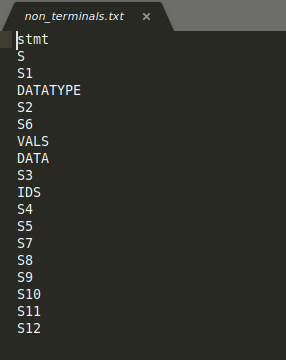 non_terminals.txt ×
stmt
S
S1
DATATYPE
S2
S6
VALS
DATA
S3
IDS
S4
S5
S7
S8
S9
S10
S11
S12